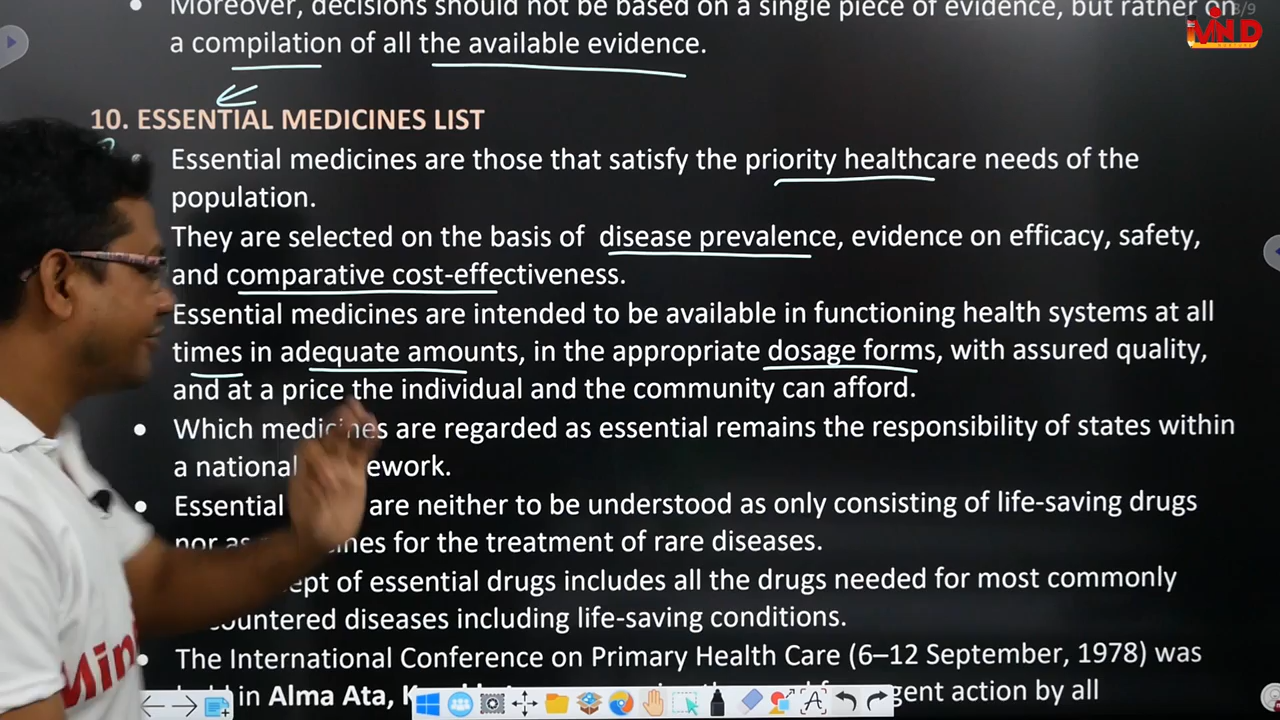 Moreover, decisions should not be based on a single piece of evidence, but rather on
a compilation of all the available evidence.
10. ESSENTIAL MEDICINES LIST
Essential medicines are those that satisfy the priority healthcare needs of the
population.
They are selected on the basis of disease prevalence, evidence on efficacy, safety,
and comparative cost-effectiveness.
Essential medicines are intended to be available in functioning health systems at all
times in adequate amounts, in the appropriate dosage forms, with assured quality,
and at a price the individual and the community can afford.
Which medicines are regarded as essential remains the responsibility of states within
a national
Essential are neither to be understood as only consisting of life-saving drugs
for the treatment of rare diseases.
of essential drugs includes all the drugs needed for most commonly
diseases including life-saving conditions.
The International Conference on Primary Health Care (6–12 September, 1978) was
in Alma Ata, action by all